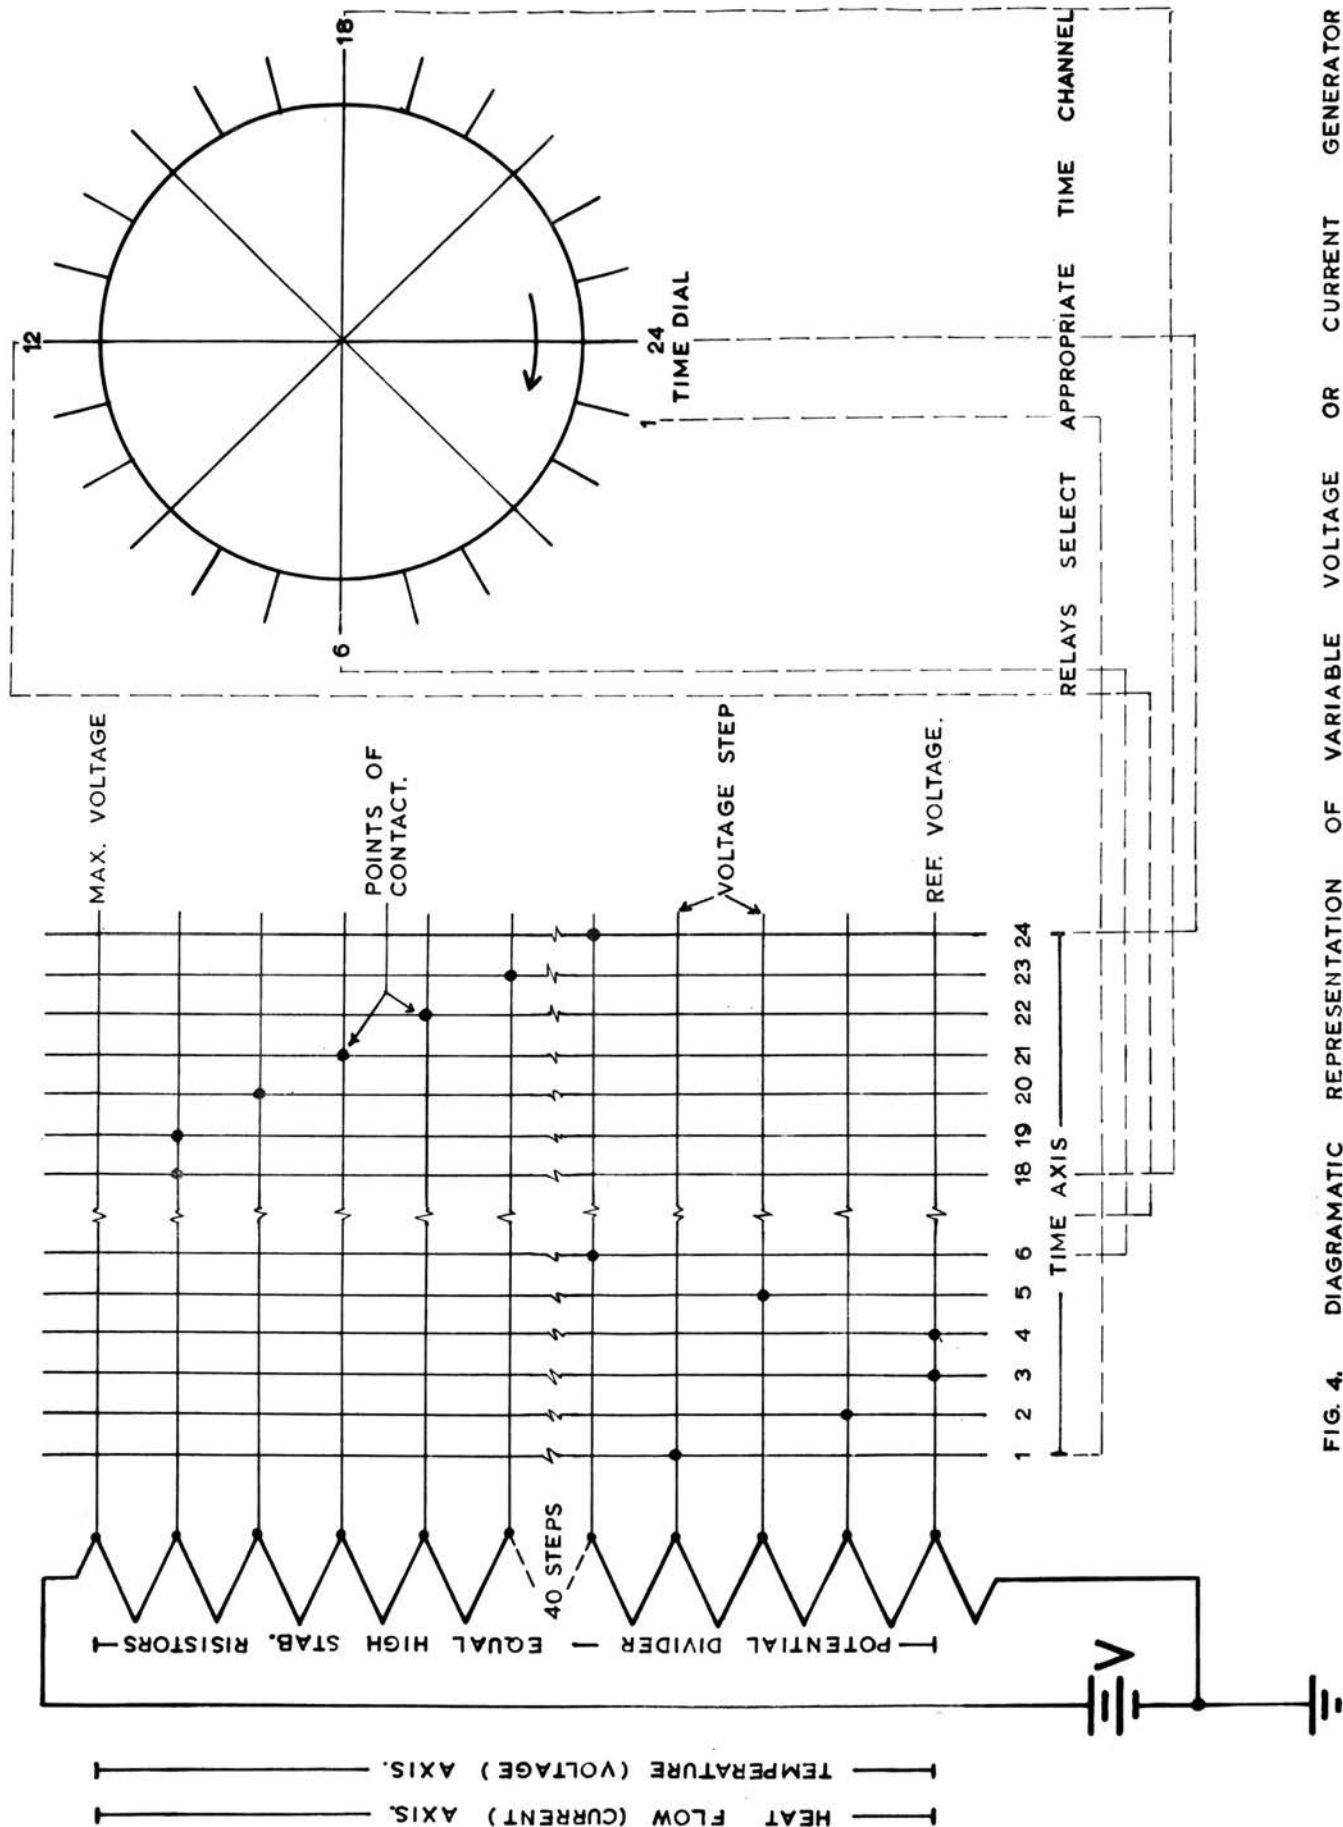 12
18
6
24
TIME DIAL
1
MAX. VOLTAGE
POINTS OF
CONTACT.
VOLTAGE STEP
REF. VOLTAGE.
RELAYS SELECT APPROPRIATE TIME CHANNEL
40 STEPS
1 2 3 4 5 6 18 19 20 21 22 23 24
TIME AXIS
POTENTIAL DIVIDER — EQUAL HIGH STAB. RISISTORS
V
TEMPERATURE (VOLTAGE) AXIS.
HEAT FLOW (CURRENT) AXIS.
FIG. 4. DIAGRAMATIC REPRESENTATION OF VARIABLE VOLTAGE OR CURRENT GENERATOR